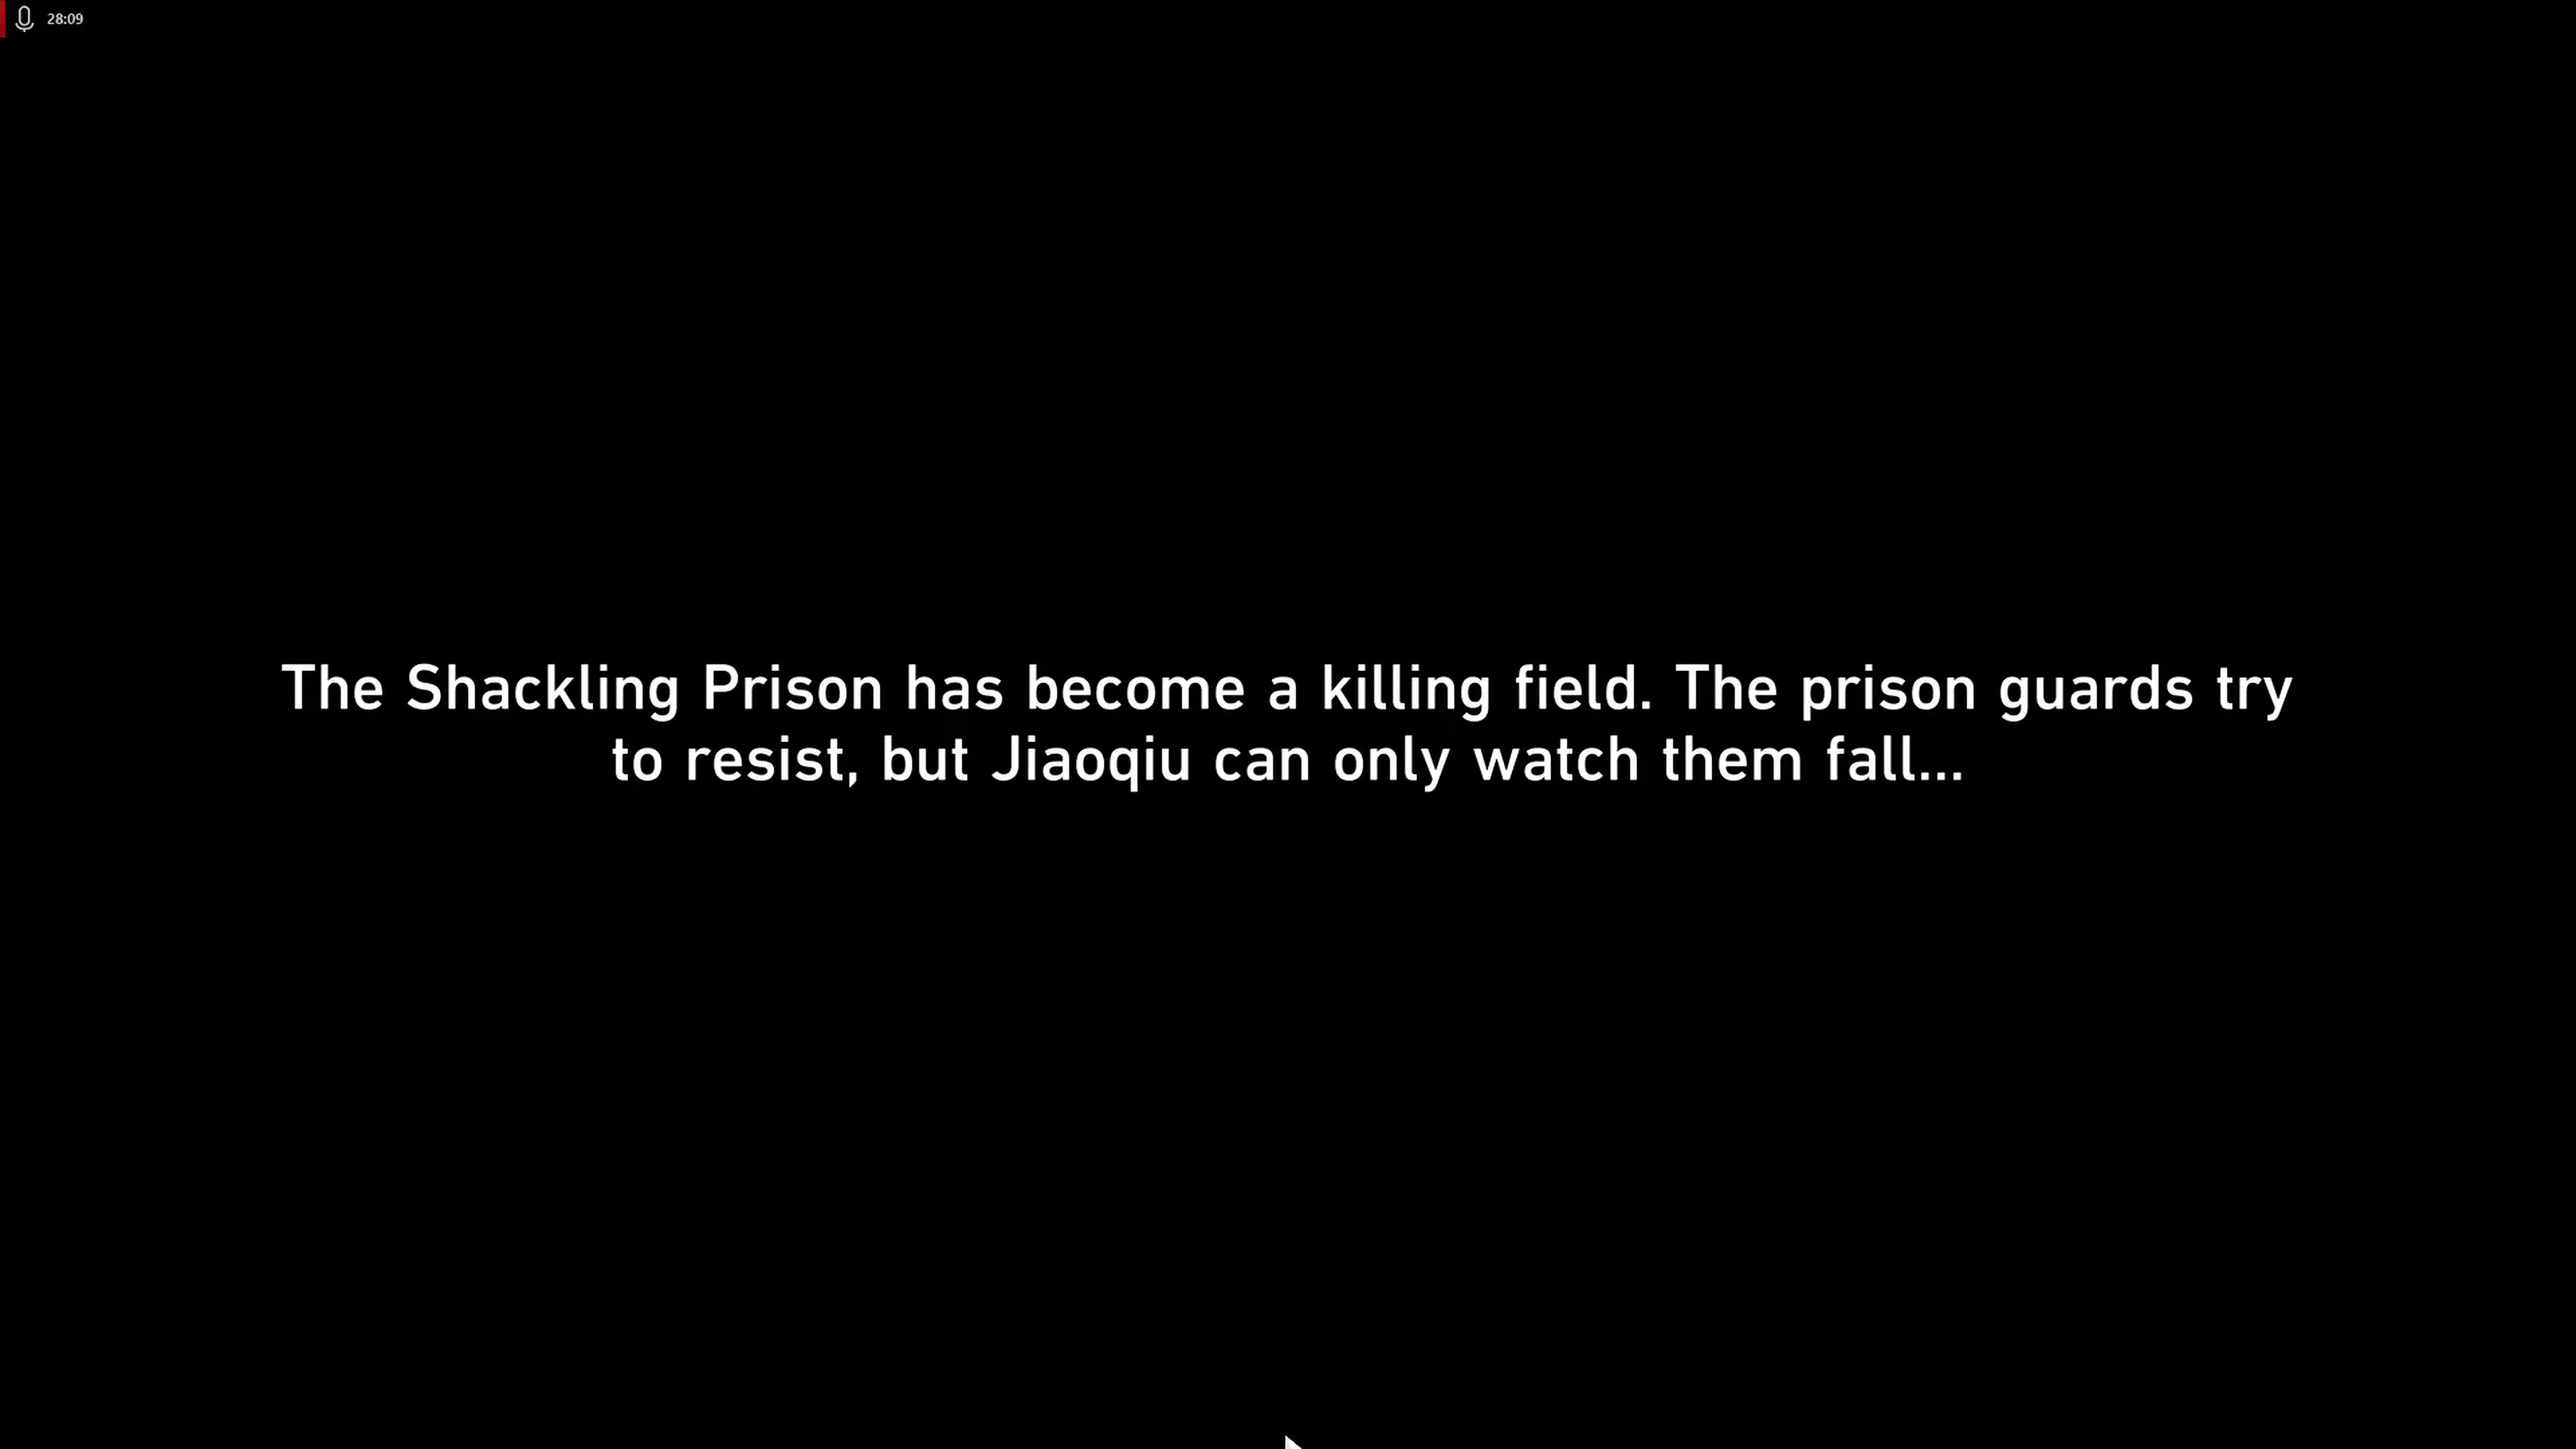 28:09
The Shackling Prison has become a killing field. The prison guards try
to resist, but Jiaoqiu can only watch them fall...